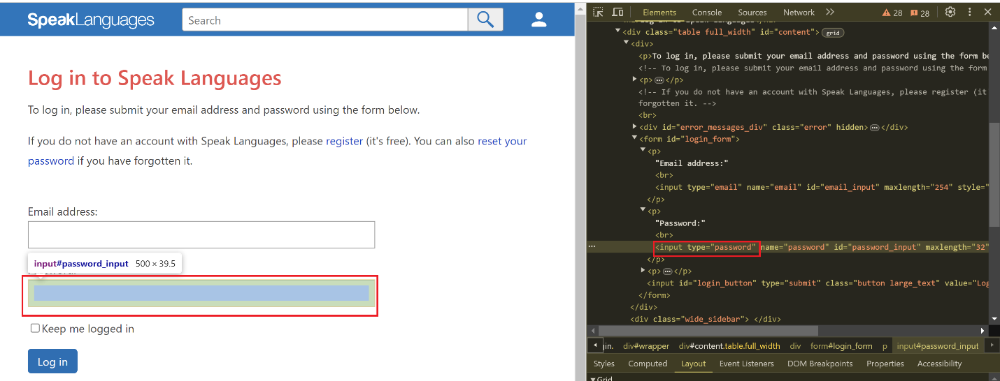 SpeakLanguages
Search
Log in to Speak Languages
To log in, please submit your email address and password using the form below.
If you do not have an account with Speak Languages, please register (it's free). You can also reset your
password if you have forgotten it.
Email address:
input#password_input 500 × 39.5
Keep me logged in
Log in
Elements Console Sources Network 28 28
<div class="table full_width" id="content"> grid
<div>
<p>To log in, please submit your email address and password using the form be
<!-- To log in, please submit your email address and password using the form
<p> </p>
<!-- If you do not have an account with Speak Languages, please register (it
forgotten it. -->
<br>
<div id="error_messages_div" class="error" hidden> </div>
<form id="login_form">
<p>
"Email address:"
<br>
<input type="email" name="email" id="email_input" maxlength="254" style="
</p>
<p>
"Password:"
<br>
<input type="password" name="password" id="password_input" maxlength="32"
</p>
<p> </p>
<input id="login_button" type="submit" class="button large_text" value="Log
</form>
</div>
<div class="wide_sidebar"> </div>
gin. div#wrapper div#content.table.full_width div form#login_form p input#password_input
Styles Computed Layout Event Listeners DOM Breakpoints Properties Accessibility
Grid